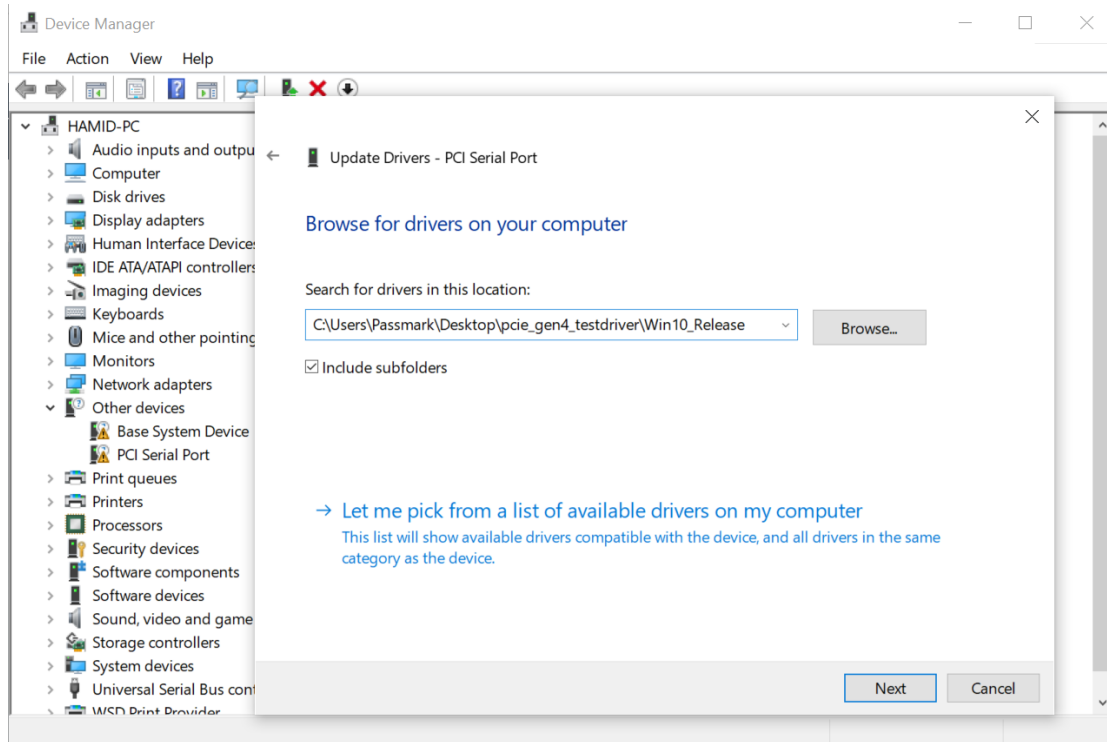 Device Manager
File Action View Help
HAMID-PC
Audio inputs and outpu
Computer
Disk drives
Display adapters
Human Interface Devices
IDE ATA/ATAPI controllers
Imaging devices
Keyboards
Mice and other pointing
Monitors
Network adapters
Other devices
Base System Device
PCI Serial Port
Print queues
Printers
Processors
Security devices
Software components
Software devices
Sound, video and game
Storage controllers
System devices
Universal Serial Bus cont
WSD Print Provider
Update Drivers - PCI Serial Port
Browse for drivers on your computer
Search for drivers in this location:
C:\Users\Passmark\Desktop\pcie_gen4_testdriver\Win10_Release
Browse...
Include subfolders
Let me pick from a list of available drivers on my computer
This list will show available drivers compatible with the device, and all drivers in the same
category as the device.
Next Cancel